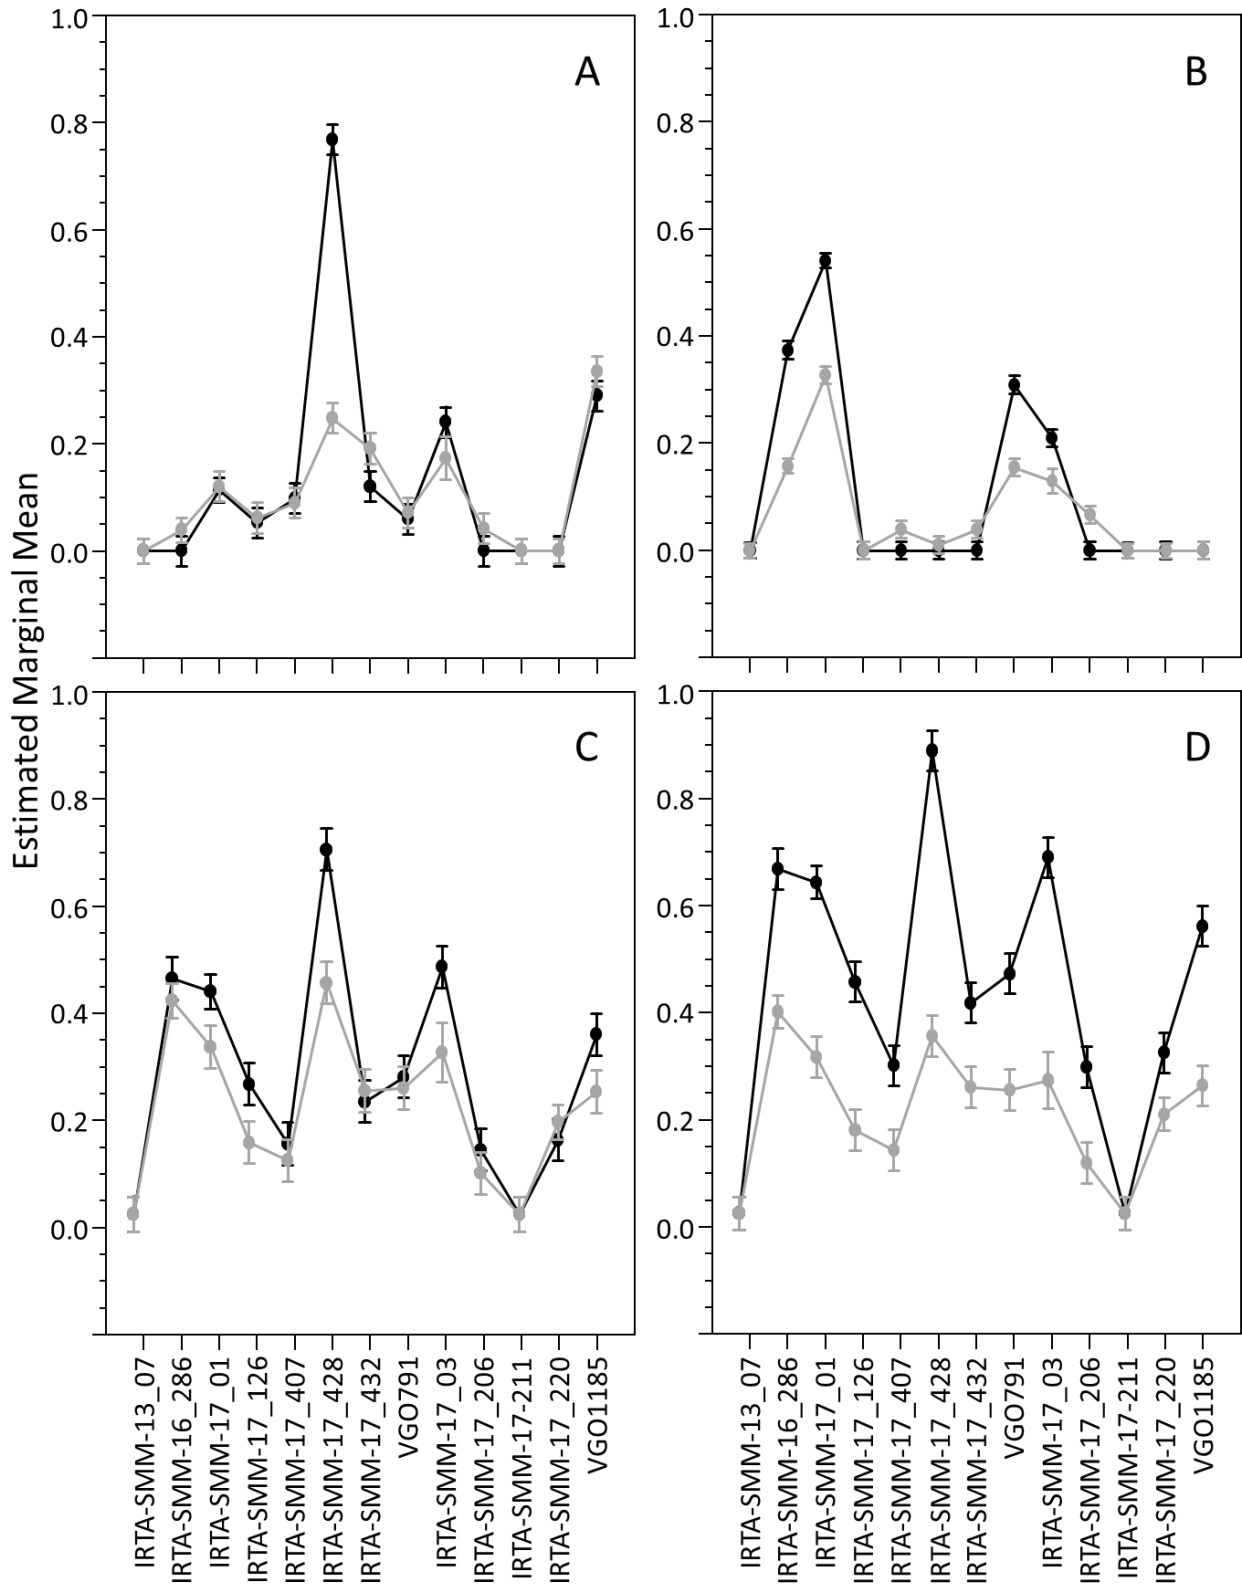 Estimated Marginal Mean
A
1.0
0.8
0.6
0.4
0.2
0.0
B
1.0
0.8
0.6
0.4
0.2
0.0
C
1.0
0.8
0.6
0.4
0.2
0.0
D
1.0
0.8
0.6
0.4
0.2
0.0
IRTA-SMM-13_07
IRTA-SMM-16_286
IRTA-SMM-17_01
IRTA-SMM-17_126
IRTA-SMM-17_407
IRTA-SMM-17_428
IRTA-SMM-17_432
VGO791
IRTA-SMM-17_03
IRTA-SMM-17_206
IRTA-SMM-17-211
IRTA-SMM-17_220
VGO1185
IRTA-SMM-13_07
IRTA-SMM-16_286
IRTA-SMM-17_01
IRTA-SMM-17_126
IRTA-SMM-17_407
IRTA-SMM-17_428
IRTA-SMM-17_432
VGO791
IRTA-SMM-17_03
IRTA-SMM-17_206
IRTA-SMM-17-211
IRTA-SMM-17_220
VGO1185